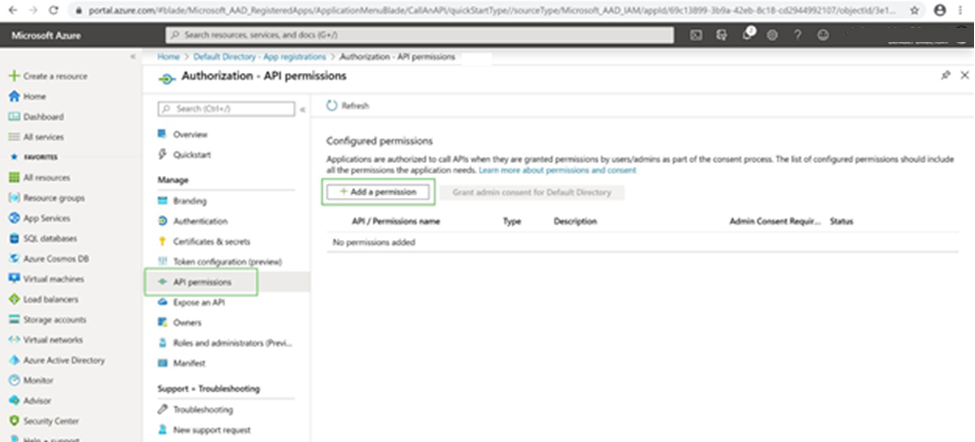 portal.azure.com/#blade/Microsoft_AAD_RegisteredApps/ApplicationMenuBlade/CallAnAPI/quickStartType//sourceType/Microsoft_AAD_IAM/appId/69c13899-3b9a-42eb-8c18-cd2944992107/objectId/3e1...
Microsoft Azure
Search resources, services, and docs (G+/)
Home > Default Directory - App registrations > Authorization - API permissions
Authorization - API permissions
Create a resource
Home
Dashboard
All services
FAVORITES
All resources
Resource groups
App Services
SQL databases
Azure Cosmos DB
Virtual machines
Load balancers
Storage accounts
Virtual networks
Azure Active Directory
Monitor
Advisor
Security Center
Help + support
Search (Ctrl+/)
Overview
Quickstart
Manage
Branding
Authentication
Certificates & secrets
Token configuration (preview)
API permissions
Expose an API
Owners
Roles and administrators (Previ...
Manifest
Support + Troubleshooting
Troubleshooting
New support request
Refresh
Configured permissions
Applications are authorized to call APIs when they are granted permissions by users/admins as part of the consent process. The list of configured permissions should include
all the permissions the application needs. Learn more about permissions and consent
+ Add a permission
Grant admin consent for Default Directory
API / Permissions name Type Description Admin Consent Requir... Status
No permissions added